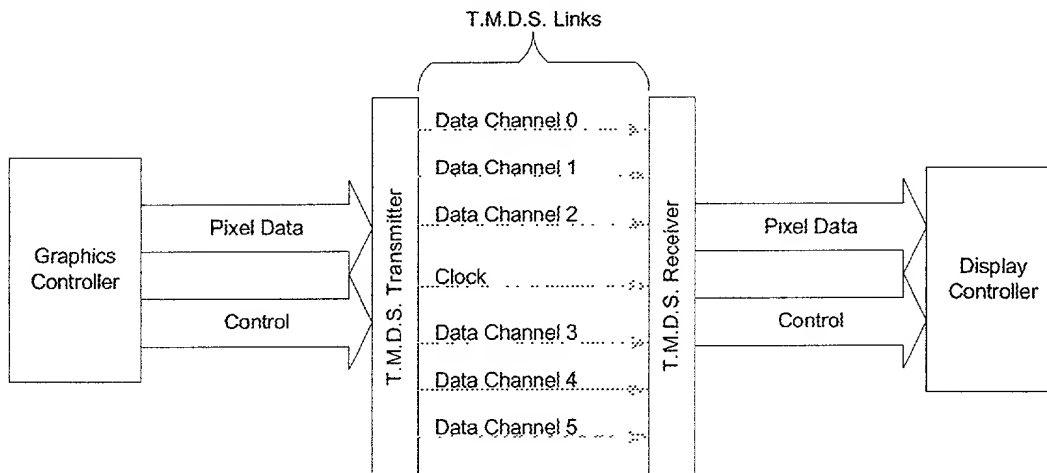 T.M.D.S. Links
Graphics
Controller
Pixel Data
Control
T.M.D.S. Transmitter
Data Channel 0
Data Channel 1
Data Channel 2
Clock
Data Channel 3
Data Channel 4
Data Channel 5
T.M.D.S. Receiver
Pixel Data
Control
Display
Controller